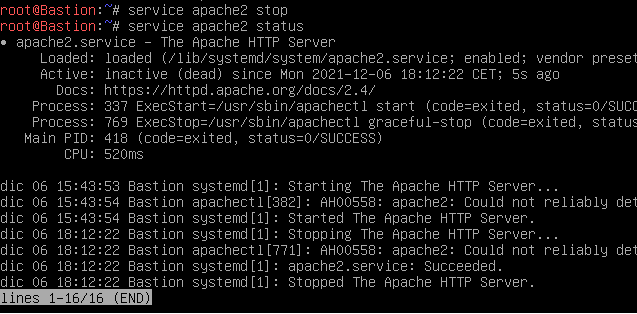 root@Bastion:~# service apache2 stop
root@Bastion:~# service apache2 status
● apache2.service - The Apache HTTP Server
Loaded: loaded (/lib/systemd/system/apache2.service; enabled; vendor preset
Active: inactive (dead) since Mon 2021-12-06 18:12:22 CET; 5s ago
Docs: https://httpd.apache.org/docs/2.4/
Process: 337 ExecStart=/usr/sbin/apachectl start (code=exited, status=0/SUCC
Process: 769 ExecStop=/usr/sbin/apachectl graceful-stop (code=exited, status
Main PID: 418 (code=exited, status=0/SUCCESS)
CPU: 520ms
dic 06 15:43:53 Bastion systemd[1]: Starting The Apache HTTP Server...
dic 06 15:43:54 Bastion apachectl[382]: AH00558: apache2: Could not reliably det
dic 06 15:43:54 Bastion systemd[1]: Started The Apache HTTP Server.
dic 06 18:12:22 Bastion systemd[1]: Stopping The Apache HTTP Server...
dic 06 18:12:22 Bastion apachectl[771]: AH00558: apache2: Could not reliably det
dic 06 18:12:22 Bastion systemd[1]: apache2.service: Succeeded.
dic 06 18:12:22 Bastion systemd[1]: Stopped The Apache HTTP Server.
lines 1-16/16 (END)